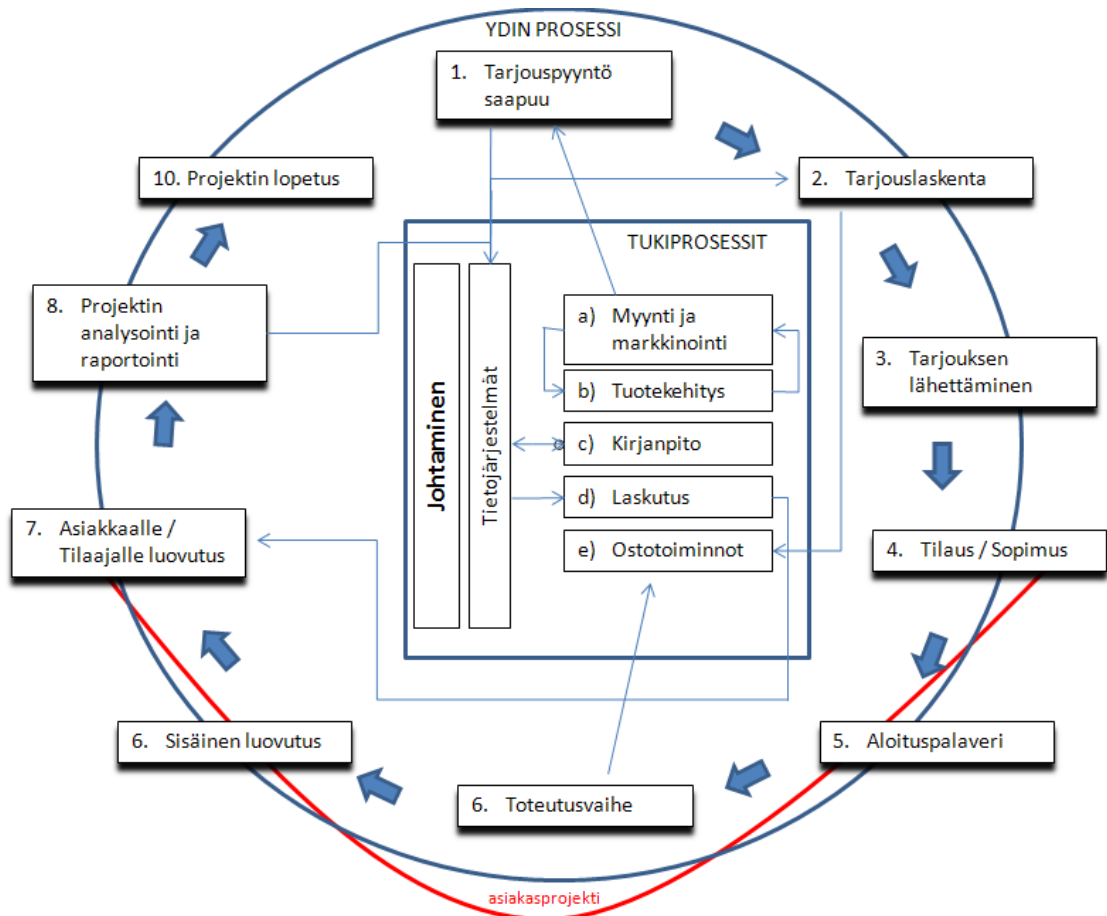 YDIN PROSESSI
1. Tarjouspyyntö
saapuu
2. Tarjouslaskenta
3. Tarjouksen
lähettäminen
4. Tilaus / Sopimus
5. Aloituspalaveri
6. Toteutusvaihe
6. Sisäinen luovutus
7. Asiakkaalle /
Tilaajalle luovutus
8. Projektin
analysointi ja
raportointi
10. Projektin lopetus
TUKIPROSESSIT
Johtaminen
Tietojärjestelmät
a) Myynti ja
markkinointi
b) Tuotekehitys
c) Kirjanpito
d) Laskutus
e) Ostotoiminnot
asiakasprojekti